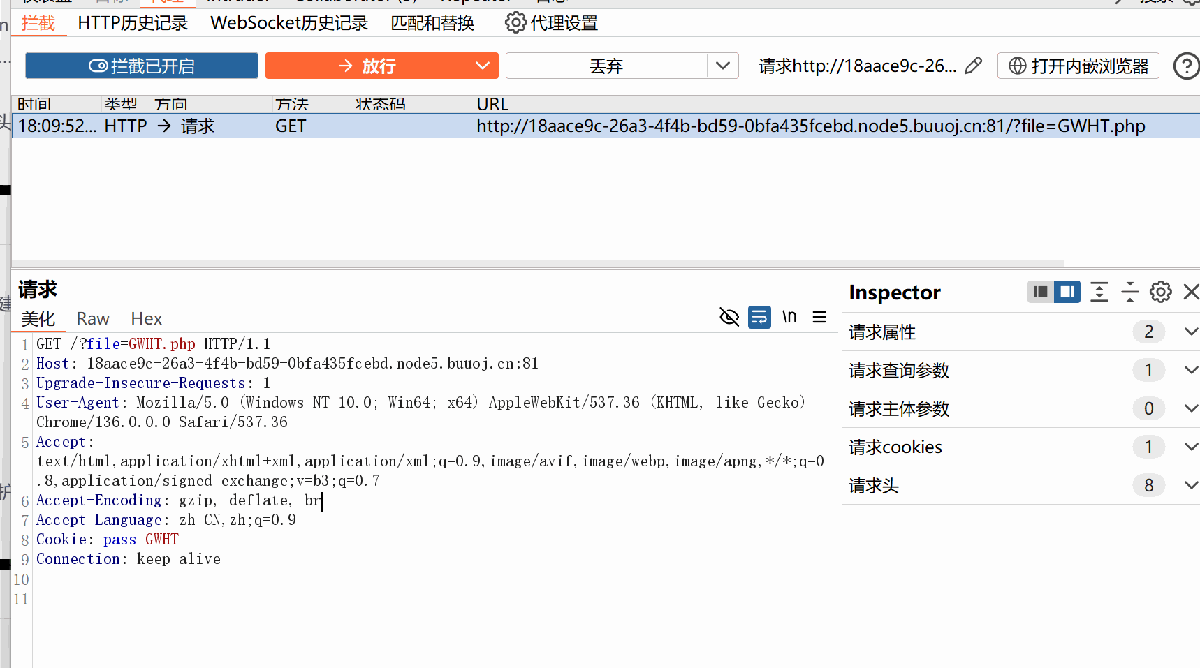 拦截 HTTP历史记录 WebSocket历史记录 匹配和替换 代理设置
拦截已开启 放行 丢弃 请求http://18aace9c-26... 打开内嵌浏览器
时间 类型 方向 方法 状态码 URL
18:09:52... HTTP → 请求 GET http://18aace9c-26a3-4f4b-bd59-0bfa435fcebd.node5.buuoj.cn:81/?file=GWHT.php
请求
美化 Raw Hex
\n
1 GET /?file=GWHT.php HTTP/1.1
2 Host: 18aace9c-26a3-4f4b-bd59-0bfa435fcebd.node5.buuoj.cn:81
3 Upgrade-Insecure-Requests: 1
4 User-Agent: Mozilla/5.0 (Windows NT 10.0; Win64; x64) AppleWebKit/537.36 (KHTML, like Gecko)
Chrome/136.0.0.0 Safari/537.36
5 Accept:
text/html,application/xhtml+xml,application/xml;q=0.9,image/avif,image/webp,image/apng,*/*;q=0
.8,application/signed exchange;v=b3;q=0.7
6 Accept-Encoding: gzip, deflate, br
7 Accept Language: zh CN,zh;q=0.9
8 Cookie: pass GWHT
9 Connection: keep alive
10
11
Inspector
请求属性 2
请求查询参数 1
请求主体参数 0
请求cookies 1
请求头 8